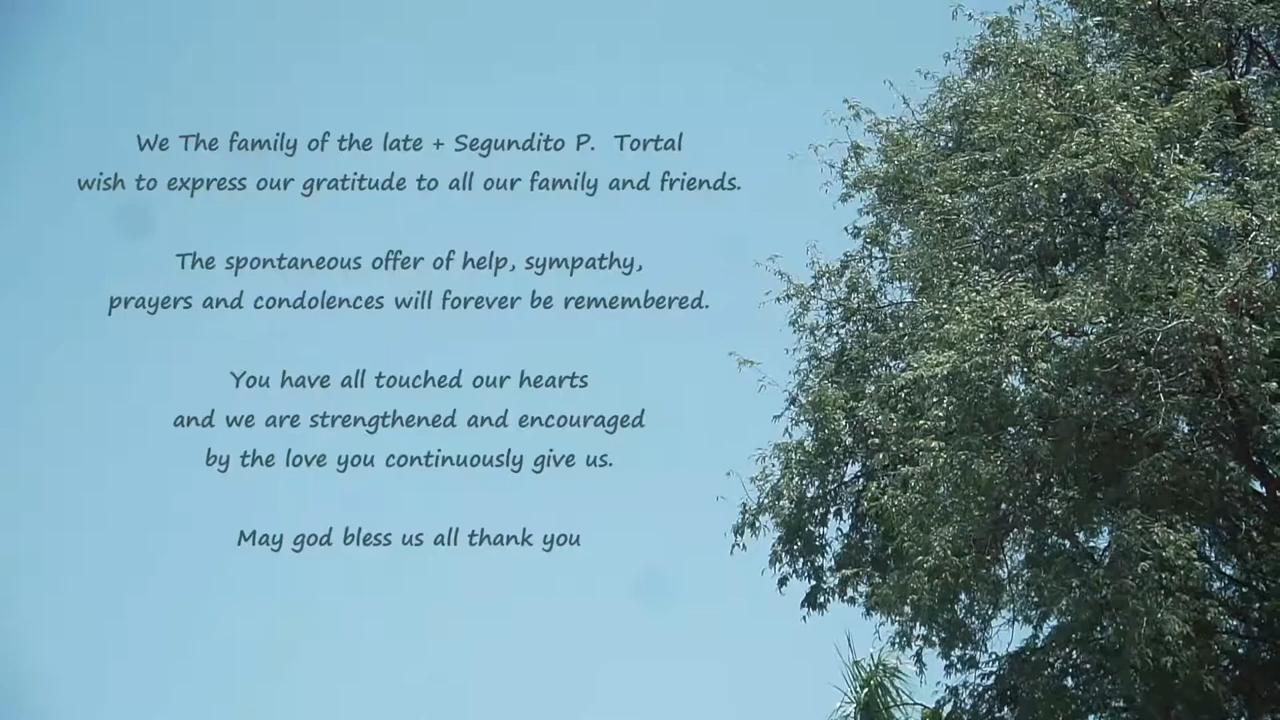 We The family of the late + Segundito P.  Tortal
wish to express our gratitude to all our family and friends.
The spontaneous offer of help, sympathy,
prayers and condolences will forever be remembered.
You have all touched our hearts
and we are strengthened and encouraged
by the love you continuously give us.
May god bless us all thank you